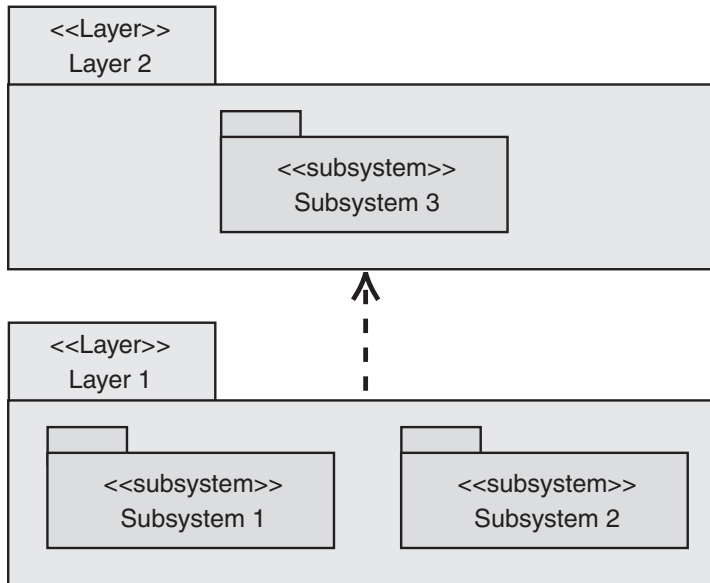 <<Layer>>
Layer 2
<<subsystem>>
Subsystem 3
<<Layer>>
Layer 1
<<subsystem>>
Subsystem 1
<<subsystem>>
Subsystem 2